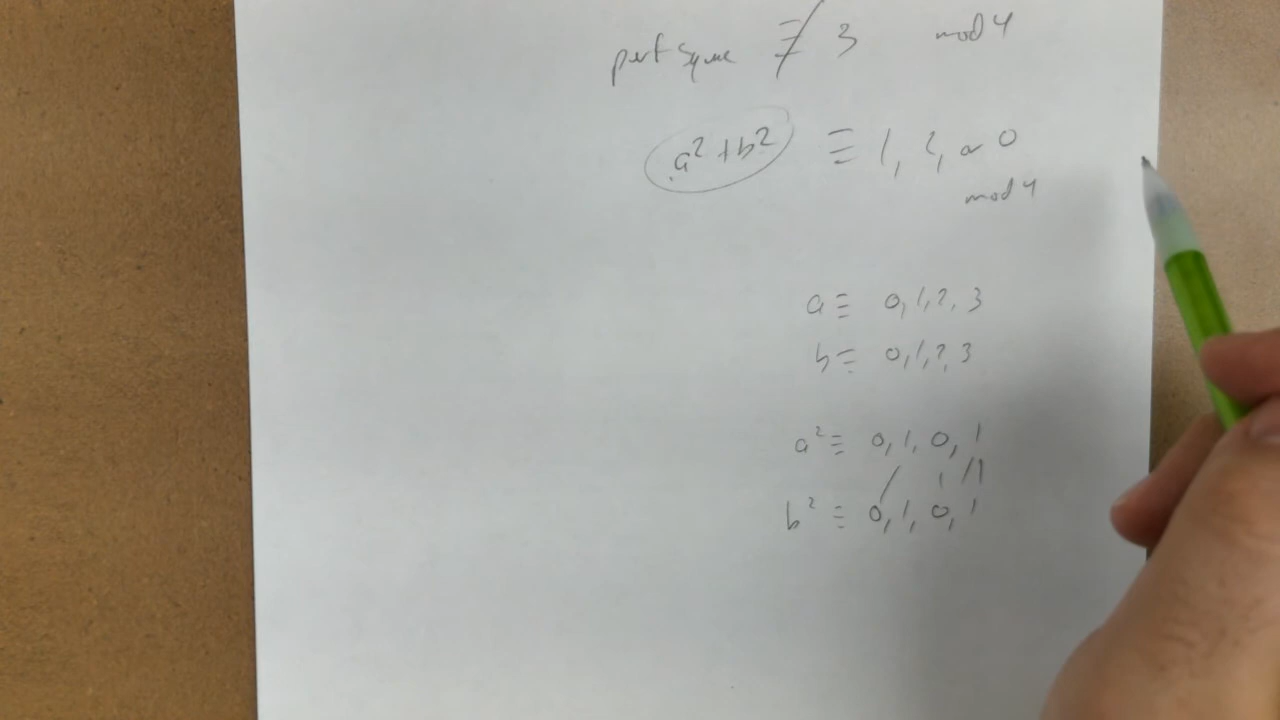 perf square ≢ 3 mod 4
a² + b² ≡ 1, 2, or 0
mod 4
a ≡ 0, 1, 2, 3
b ≡ 0, 1, 2, 3
a² ≡ 0, 1, 0, 1
b² ≡ 0, 1, 0, 1